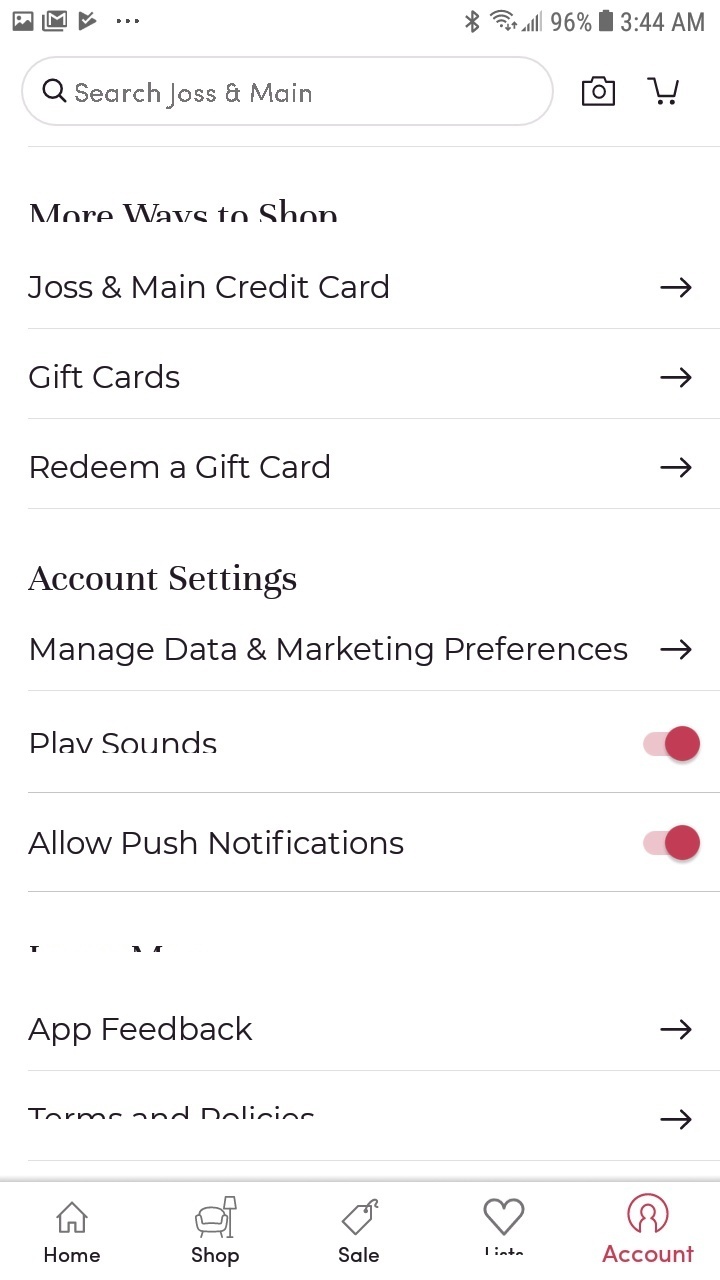 96% 3:44 AM
Search Joss & Main
More Ways to Shop
Joss & Main Credit Card
Gift Cards
Redeem a Gift Card
Account Settings
Manage Data & Marketing Preferences
Play Sounds
Allow Push Notifications
App Feedback
Terms and Policies
Home Shop Sale Lists Account